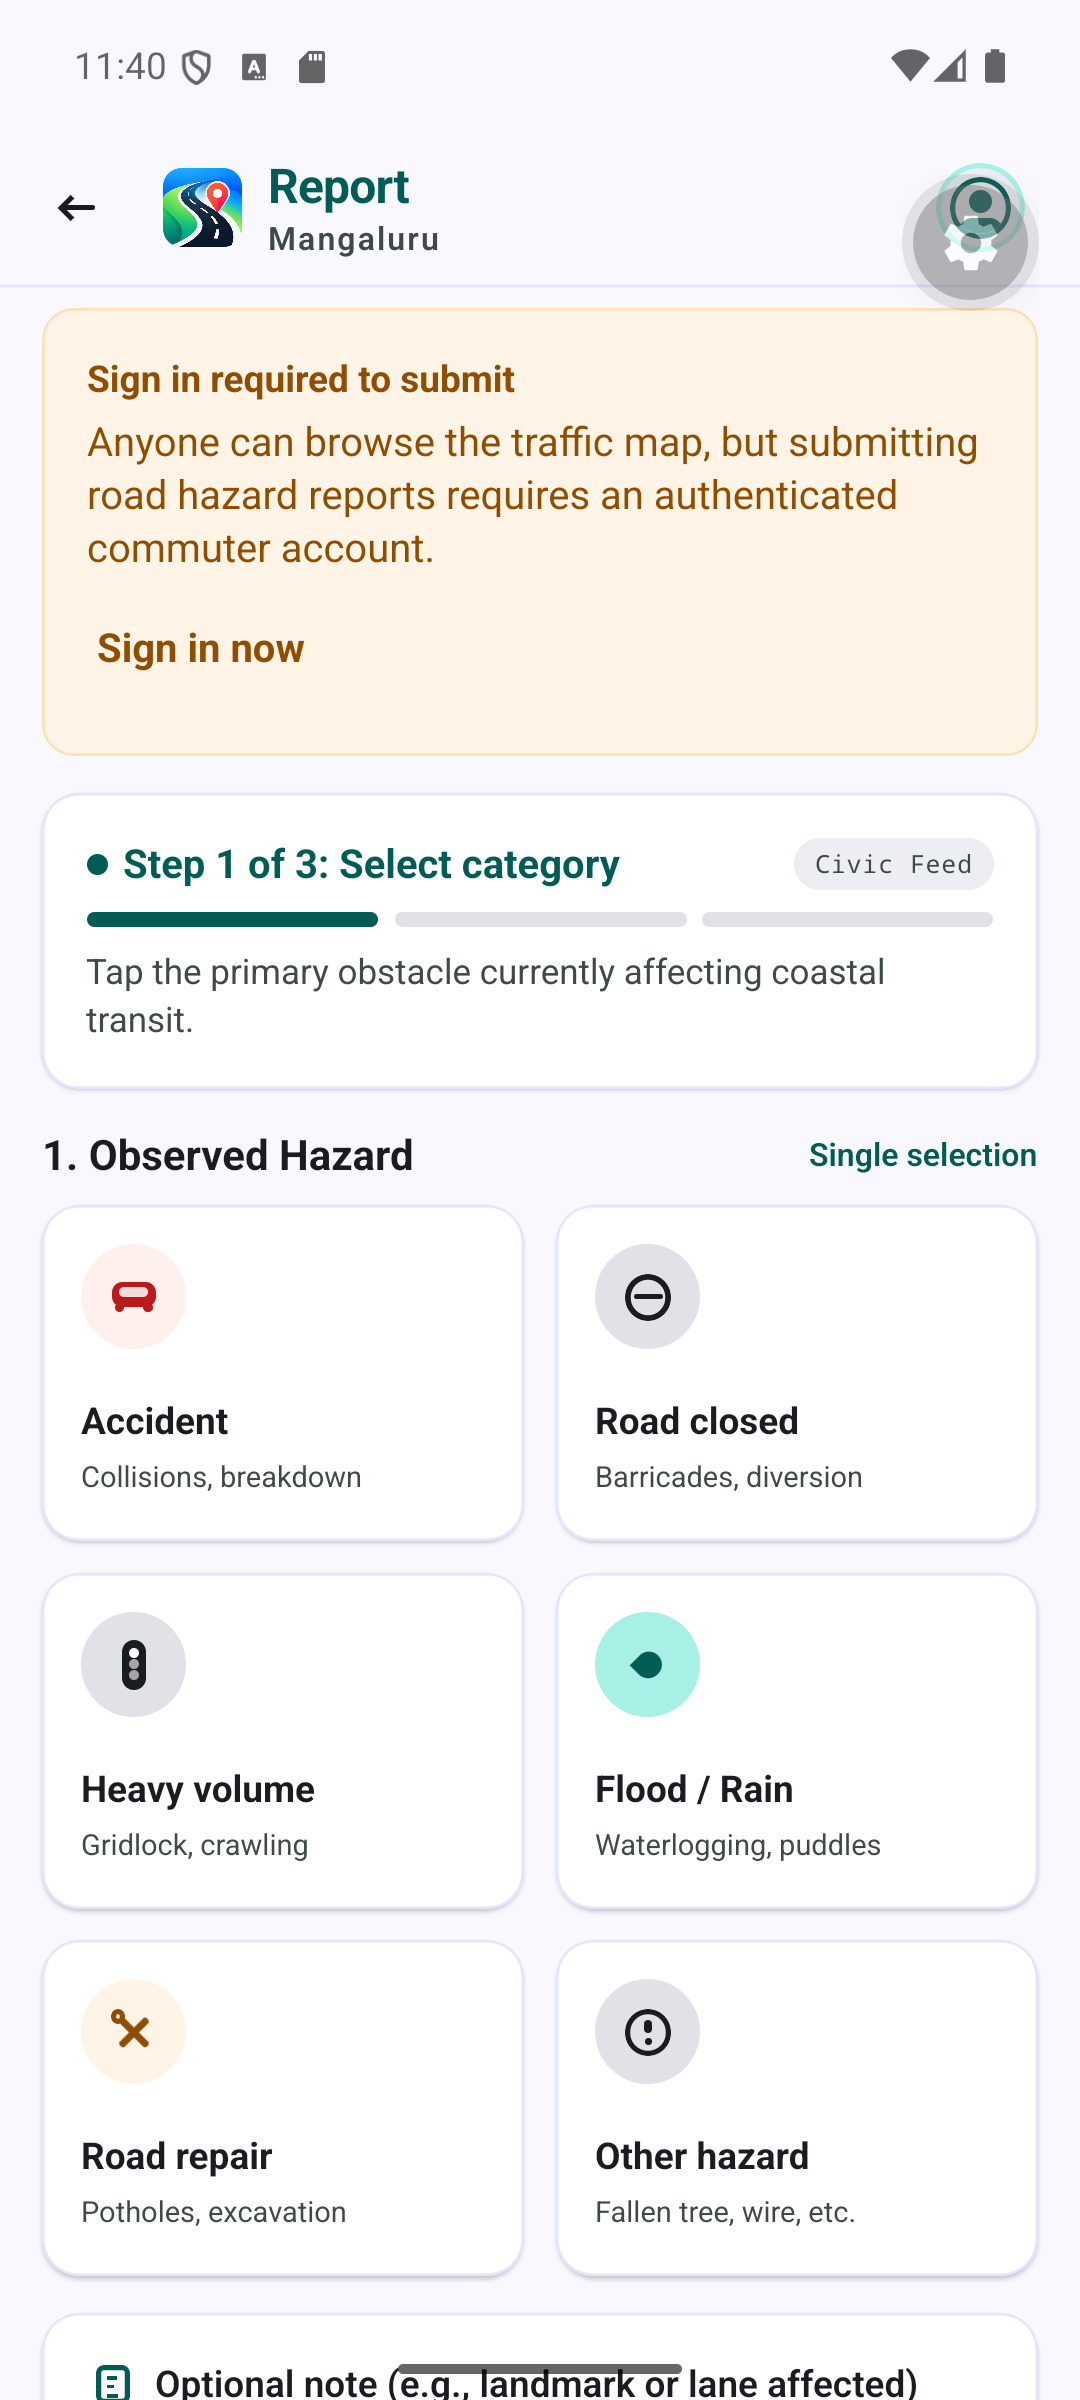 11:40
Report
Mangaluru
Sign in required to submit
Anyone can browse the traffic map, but submitting
road hazard reports requires an authenticated
commuter account.
Sign in now
Step 1 of 3: Select category
Civic Feed
Tap the primary obstacle currently affecting coastal
transit.
1. Observed Hazard
Single selection
Accident
Collisions, breakdown
Road closed
Barricades, diversion
Heavy volume
Gridlock, crawling
Flood / Rain
Waterlogging, puddles
Road repair
Potholes, excavation
Other hazard
Fallen tree, wire, etc.
Optional note (e.g., landmark or lane affected)